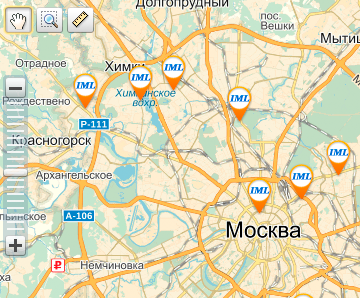 Долгопрудный
пос.
Вешки
Мыти
Отрадное
Химки
IML
IML
IML
Химкинское
вдхр.
Рождествено
IML
Р-111
Красногорск
IML
Архангельское
IML
IML
А-106
Москва
Немчиновка